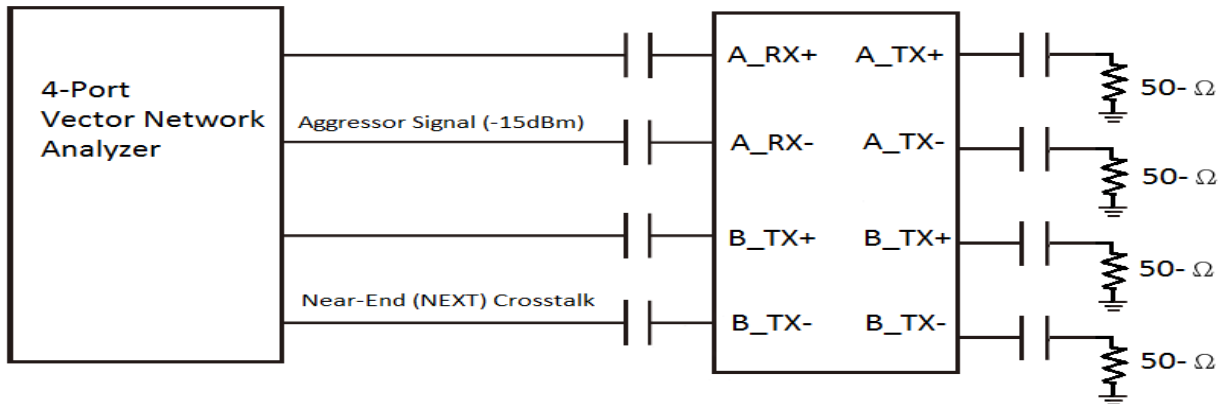 4-Port
Vector Network
Analyzer
Aggressor Signal (-15dBm)
Near-End (NEXT) Crosstalk
A_RX+ A_TX+
A_RX- A_TX-
B_TX+ B_TX+
B_TX- B_TX-
50- Ω
50- Ω
50- Ω
50- Ω